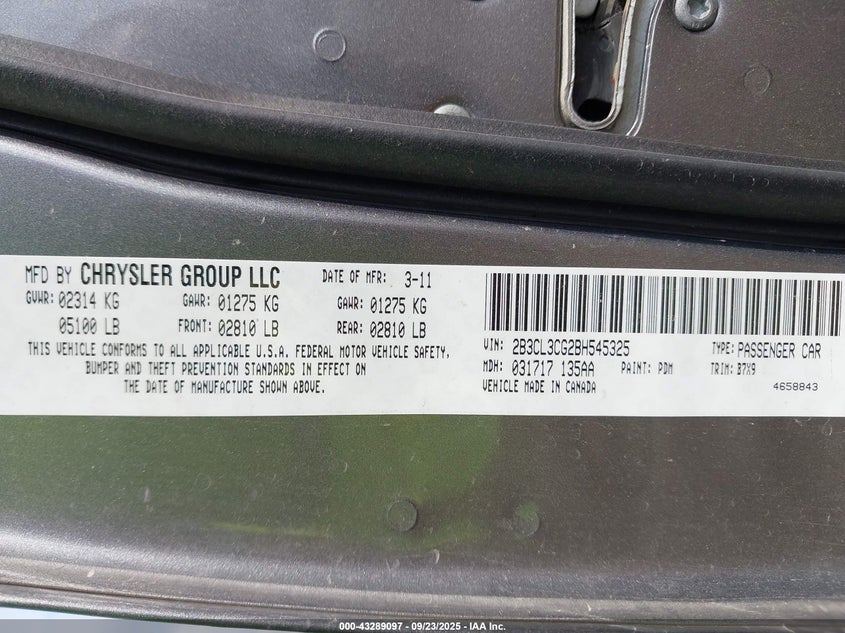 MFD BY CHRYSLER GROUP LLC DATE OF MFR: 3-11
GVWR: 02314 KG GAWR: 01275 KG GAWR: 01275 KG
05100 LB FRONT: 02810 LB REAR: 02810 LB
THIS VEHICLE CONFORMS TO ALL APPLICABLE U.S.A. FEDERAL MOTOR VEHICLE SAFETY,
BUMPER AND THEFT PREVENTION STANDARDS IN EFFECT ON
THE DATE OF MANUFACTURE SHOWN ABOVE.
VIN: 2B3CL3CG2BH545325 TYPE: PASSENGER CAR
MDH: 031717 135AA PAINT: PDM TRIM: B7X9
VEHICLE MADE IN CANADA 4658843
000-43289097 - 09/23/2025 - IAA Inc.